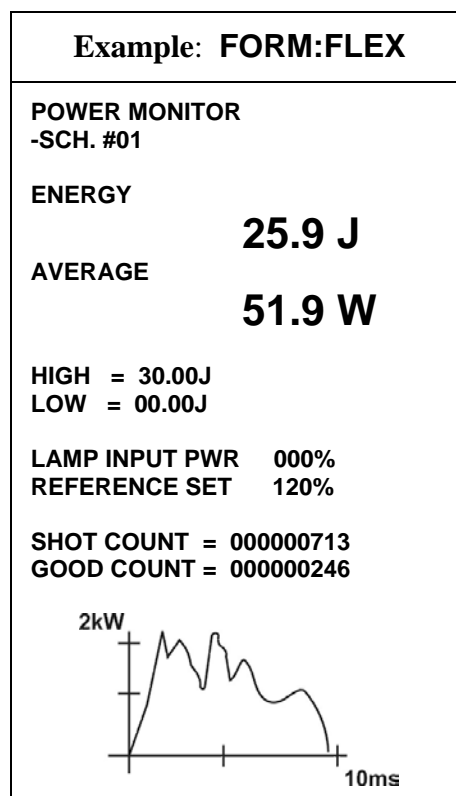 Example: FORM:FLEX
POWER MONITOR
-SCH. #01
ENERGY
25.9 J
AVERAGE
51.9 W
HIGH = 30.00J
LOW = 00.00J
LAMP INPUT PWR 000%
REFERENCE SET 120%
SHOT COUNT = 000000713
GOOD COUNT = 000000246
2kW
10ms